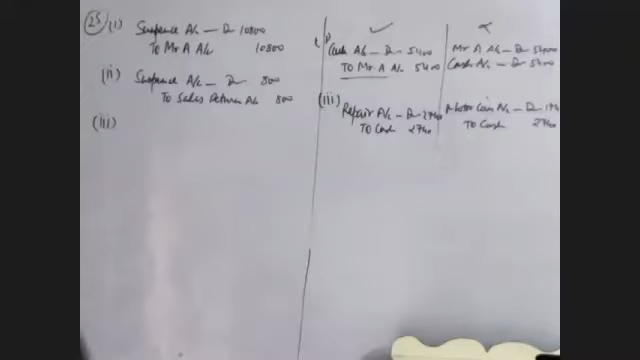 25 (i) Suspense A/c — Dr 10800
To Mr A A/c 10800
(ii) Suspense A/c — Dr 800
To Sales Return A/c 800
(iii)
✓
(i)
Cash A/c — Dr 5400
To Mr A A/c 5400
(iii) Repair A/c — Dr 2740
To Cash 2740
×
Mr A A/c — Dr
Cash A/c — Dr 5400
Motor Car A/c — Dr
To Cash 2740